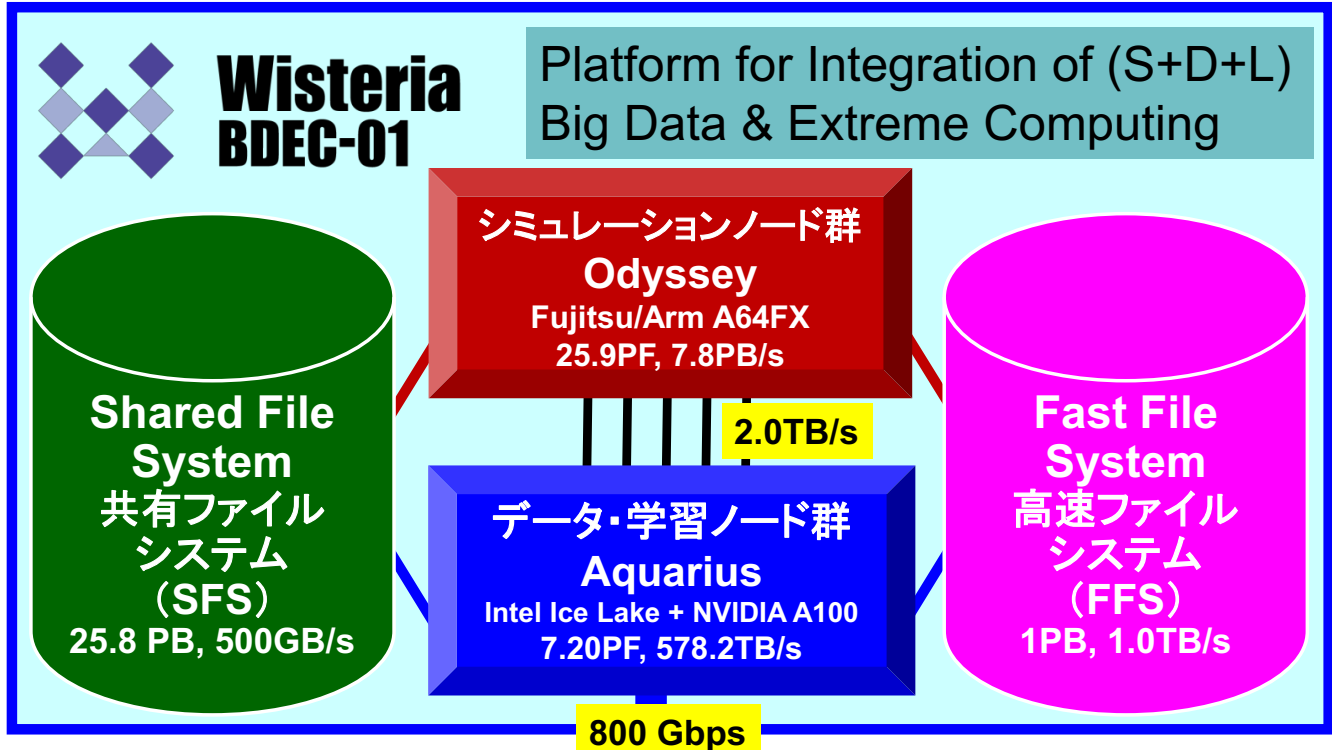 Wisteria
BDEC-01
Platform for Integration of (S+D+L)
Big Data & Extreme Computing
シミュレーションノード群
Odyssey
Fujitsu/Arm A64FX
25.9PF, 7.8PB/s
2.0TB/s
Shared File
System
共有ファイル
システム
（SFS）
25.8 PB, 500GB/s
データ・学習ノード群
Aquarius
Intel Ice Lake + NVIDIA A100
7.20PF, 578.2TB/s
Fast File
System
高速ファイル
システム
（FFS）
1PB, 1.0TB/s
800 Gbps